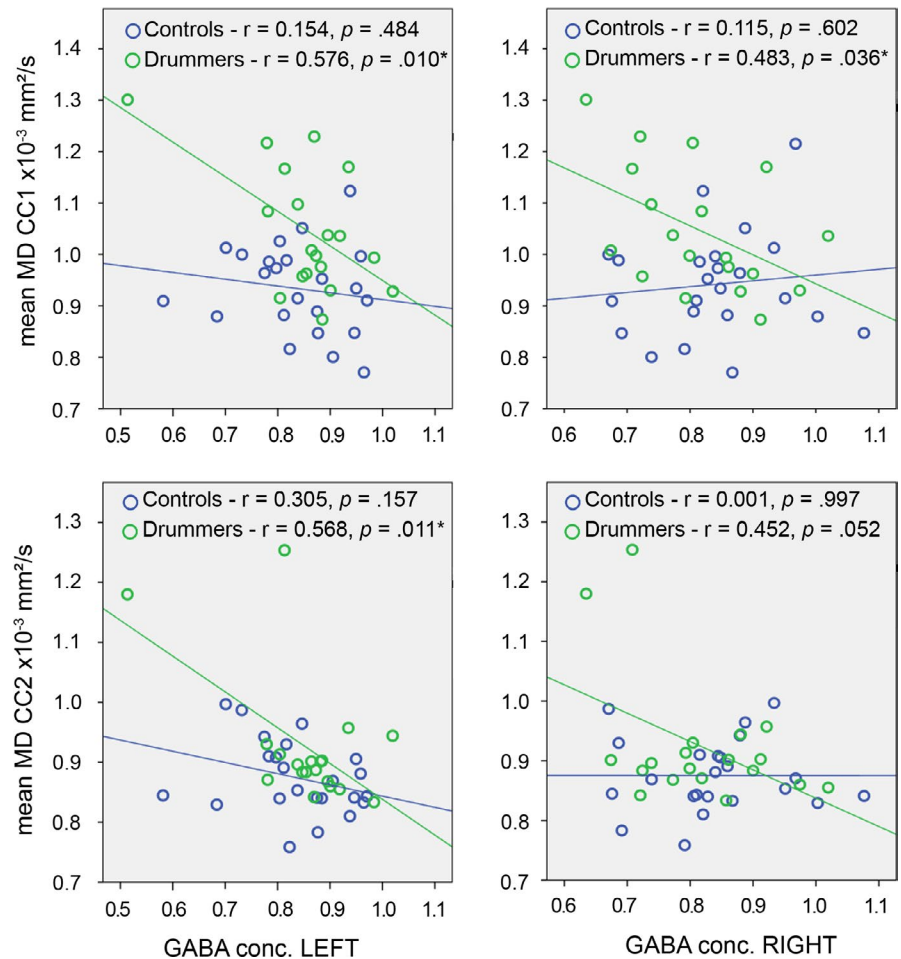 Controls - r = 0.154, p = .484
Drummers - r = 0.576, p = .010*
mean MD CC1 x10⁻³ mm²/s
1.4
1.3
1.2
1.1
1.0
0.9
0.8
0.7
0.5 0.6 0.7 0.8 0.9 1.0 1.1
Controls - r = 0.115, p = .602
Drummers - r = 0.483, p = .036*
0.6 0.7 0.8 0.9 1.0 1.1
Controls - r = 0.305, p = .157
Drummers - r = 0.568, p = .011*
mean MD CC2 x10⁻³ mm²/s
1.3
1.2
1.1
1.0
0.9
0.8
0.7
0.5 0.6 0.7 0.8 0.9 1.0 1.1
GABA conc. LEFT
Controls - r = 0.001, p = .997
Drummers - r = 0.452, p = .052
0.6 0.7 0.8 0.9 1.0 1.1
GABA conc. RIGHT